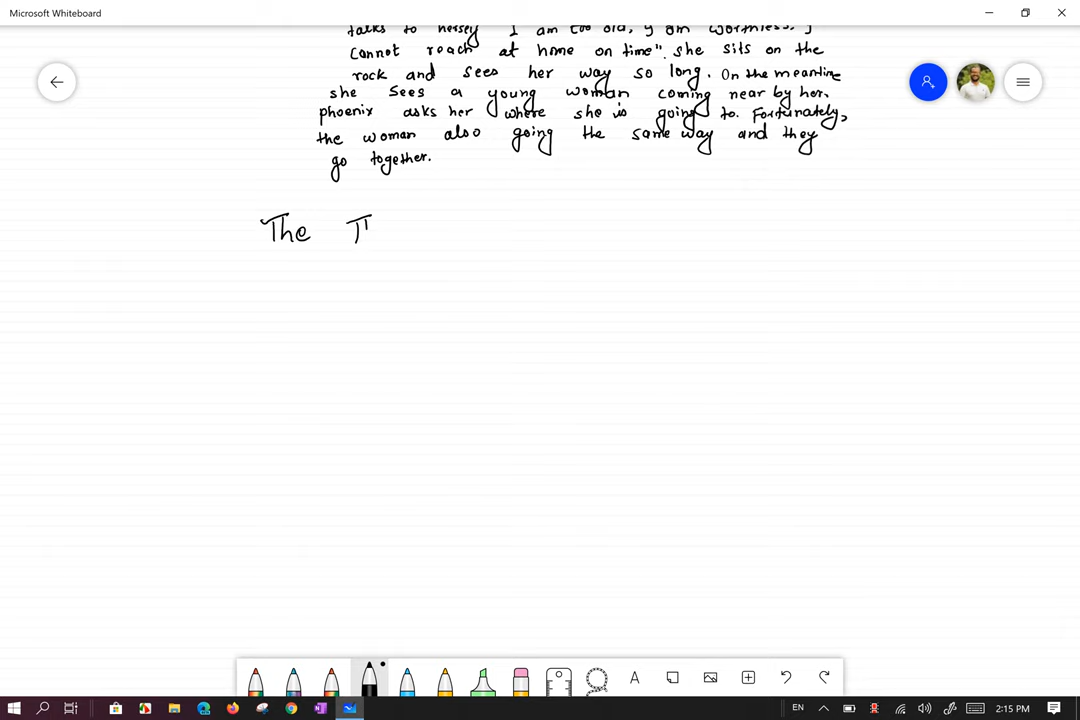 Microsoft Whiteboard
talks to herself I am too old, I am worthless. I
cannot reach at home on time". she sits on the
rock and sees her way so long. On the meantime
she sees a young woman coming near by her.
phoenix asks her where she is going to. Fortunately,
the woman also going the same way and they
go together.
The
A
EN
2:15 PM